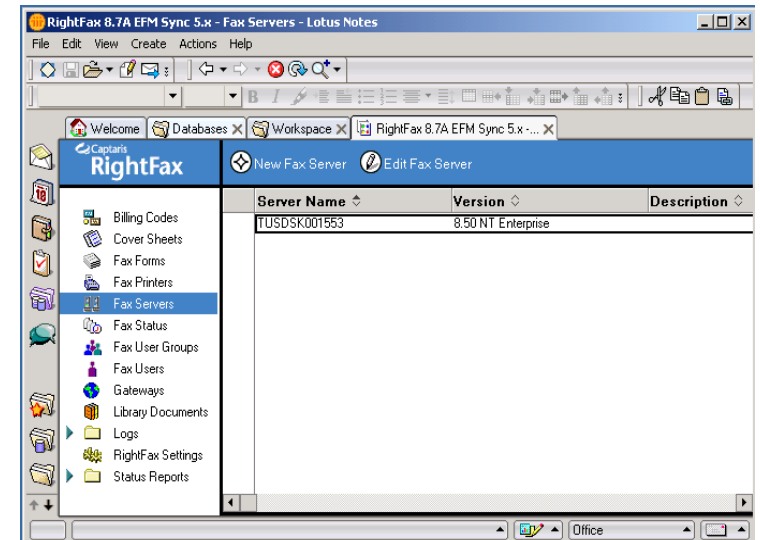 RightFax 8.7A EFM Sync 5.x - Fax Servers - Lotus Notes
File Edit View Create Actions Help
B I
Welcome Databases Workspace RightFax 8.7A EFM Sync 5.x -...
Captaris
RightFax
New Fax Server Edit Fax Server
Server Name Version Description
TUSDSK001553 8.50 NT Enterprise
Billing Codes
Cover Sheets
Fax Forms
Fax Printers
Fax Servers
Fax Status
Fax User Groups
Fax Users
Gateways
Library Documents
Logs
RightFax Settings
Status Reports
Office